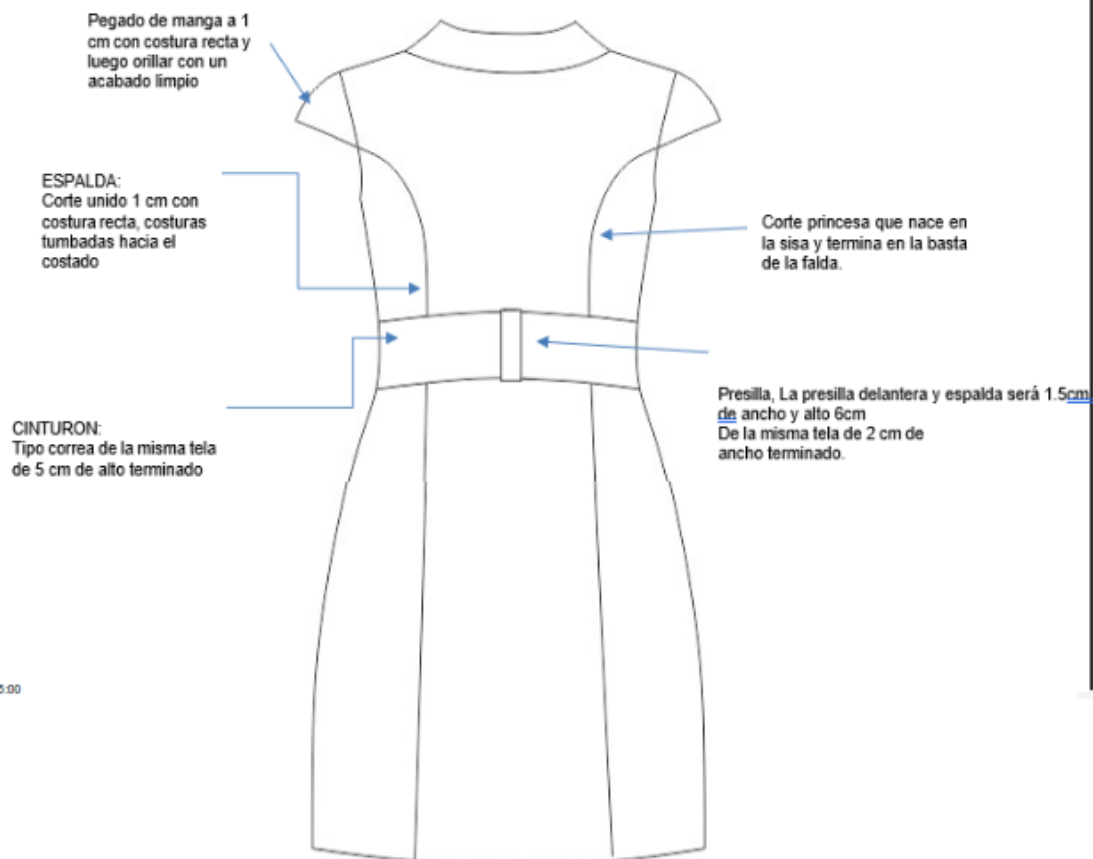 Pegado de manga a 1
cm con costura recta y
luego orillar con un
acabado limpio
ESPALDA:
Corte unido 1 cm con
costura recta, costuras
tumbadas hacia el
costado
Corte princesa que nace en
la sisa y termina en la basta
de la falda.
CINTURON:
Tipo correa de la misma tela
de 5 cm de alto terminado
Presilla, La presilla delantera y espalda será 1.5cm
de ancho y alto 6cm
De la misma tela de 2 cm de
ancho terminado.
5:00